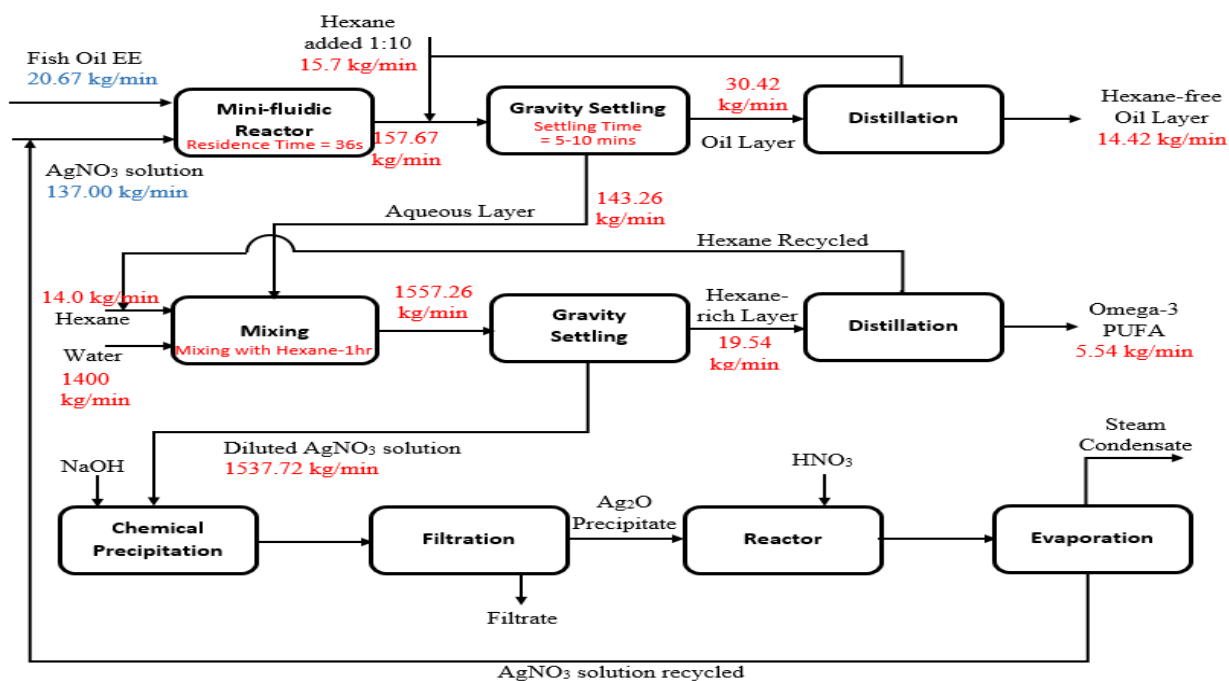 Hexane
added 1:10
15.7 kg/min
Fish Oil EE
20.67 kg/min
Mini-fluidic
Reactor
Residence Time = 36s
157.67
kg/min
Gravity Settling
Settling Time
= 5-10 mins
30.42
kg/min
Oil Layer
Distillation
Hexane-free
Oil Layer
14.42 kg/min
AgNO₃ solution
137.00 kg/min
Aqueous Layer
143.26
kg/min
Hexane Recycled
14.0 kg/min
Hexane
Water
1400
kg/min
Mixing
Mixing with Hexane-1hr
1557.26
kg/min
Gravity
Settling
Hexane-
rich Layer
19.54
kg/min
Distillation
Omega-3
PUFA
5.54 kg/min
Diluted AgNO₃ solution
1537.72 kg/min
NaOH
Chemical
Precipitation
Filtration
Filtrate
Ag₂O
Precipitate
HNO₃
Reactor
Evaporation
Steam
Condensate
AgNO₃ solution recycled